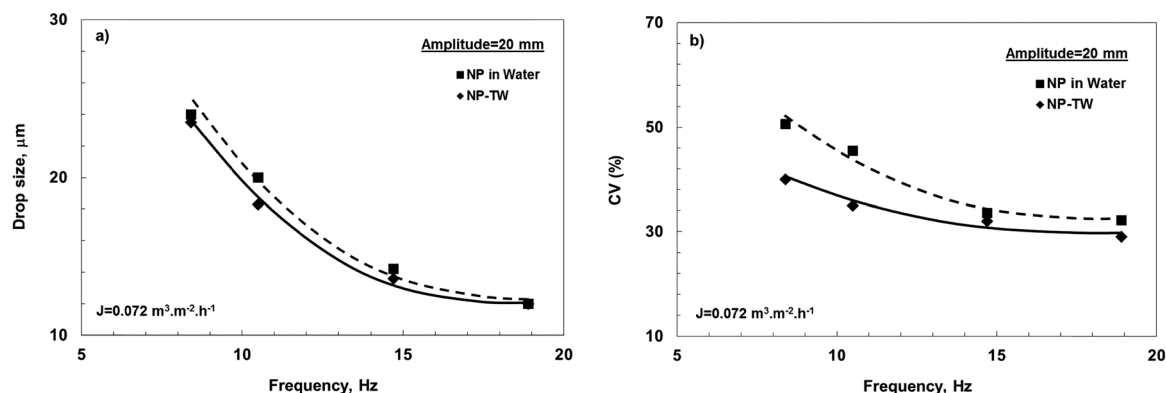 a)
Amplitude=20 mm
NP in Water
NP-TW
30
20
10
Drop size, μm
J=0.072 m³.m⁻².h⁻¹
5
10
15
20
Frequency, Hz
b)
Amplitude=20 mm
NP in Water
NP-TW
70
50
30
10
CV (%)
J=0.072 m³.m⁻².h⁻¹
5
10
15
20
Frequency, Hz